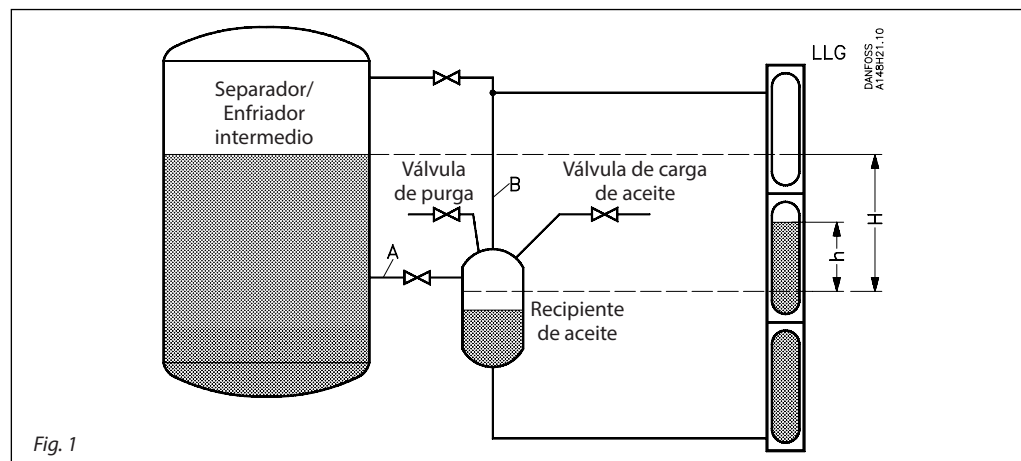 LLG
DANFOSS
A148H21.10
Separador/
Enfriador
intermedio
Válvula
de purga
B
Válvula de carga
de aceite
H
h
A
Recipiente
de aceite
Fig. 1